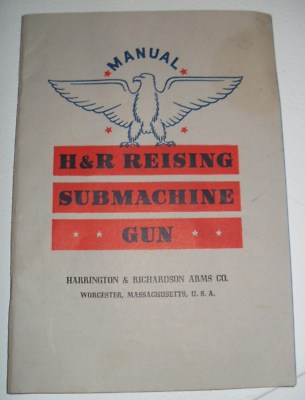 MANUAL
H&R REISING
SUBMACHINE
GUN
HARRINGTON & RICHARDSON ARMS CO.
WORCESTER, MASSACHUSETTS, U. S. A.